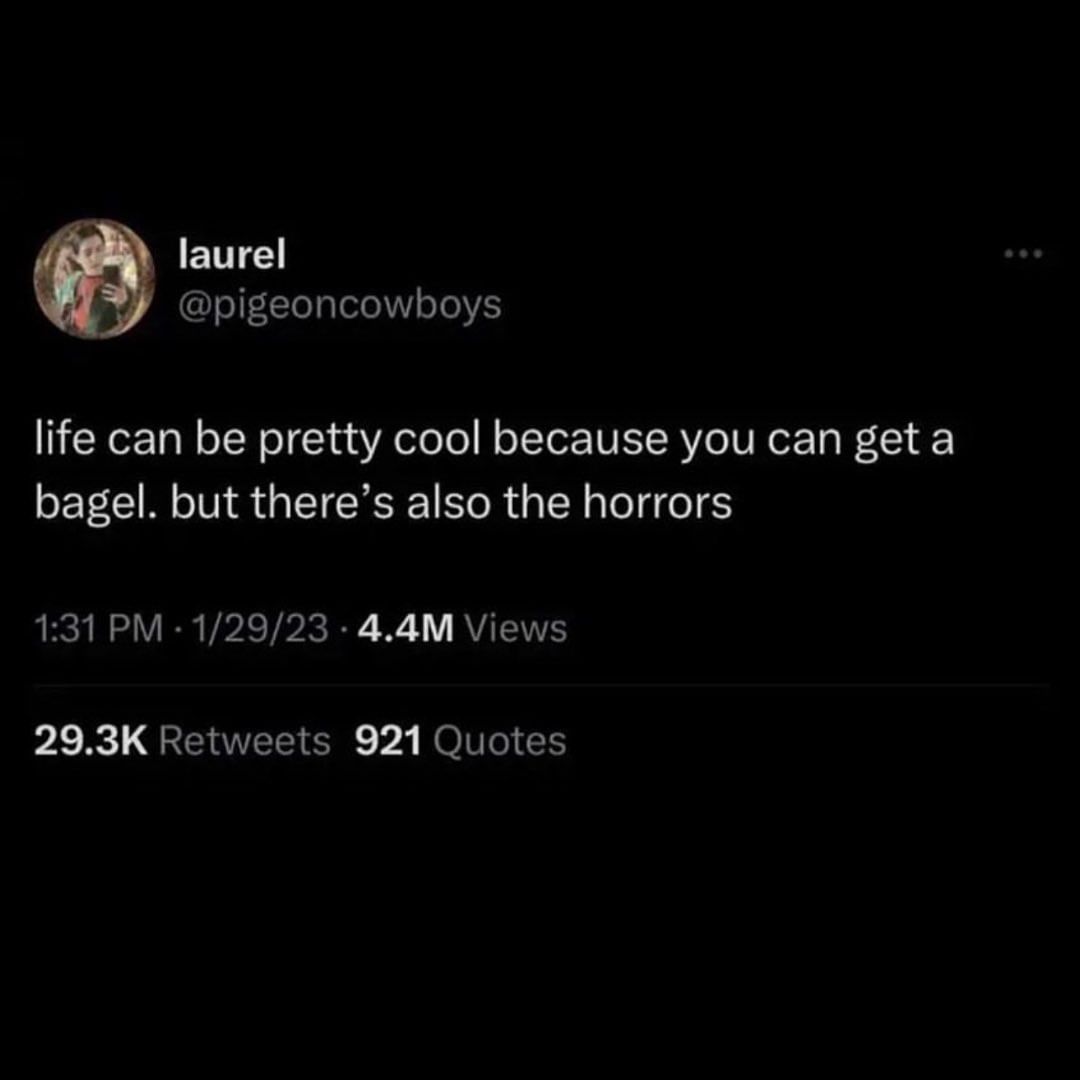 laurel
@pigeoncowboys
life can be pretty cool because you can get a
bagel. but there’s also the horrors
1:31 PM · 1/29/23 · 4.4M Views
29.3K Retweets 921 Quotes